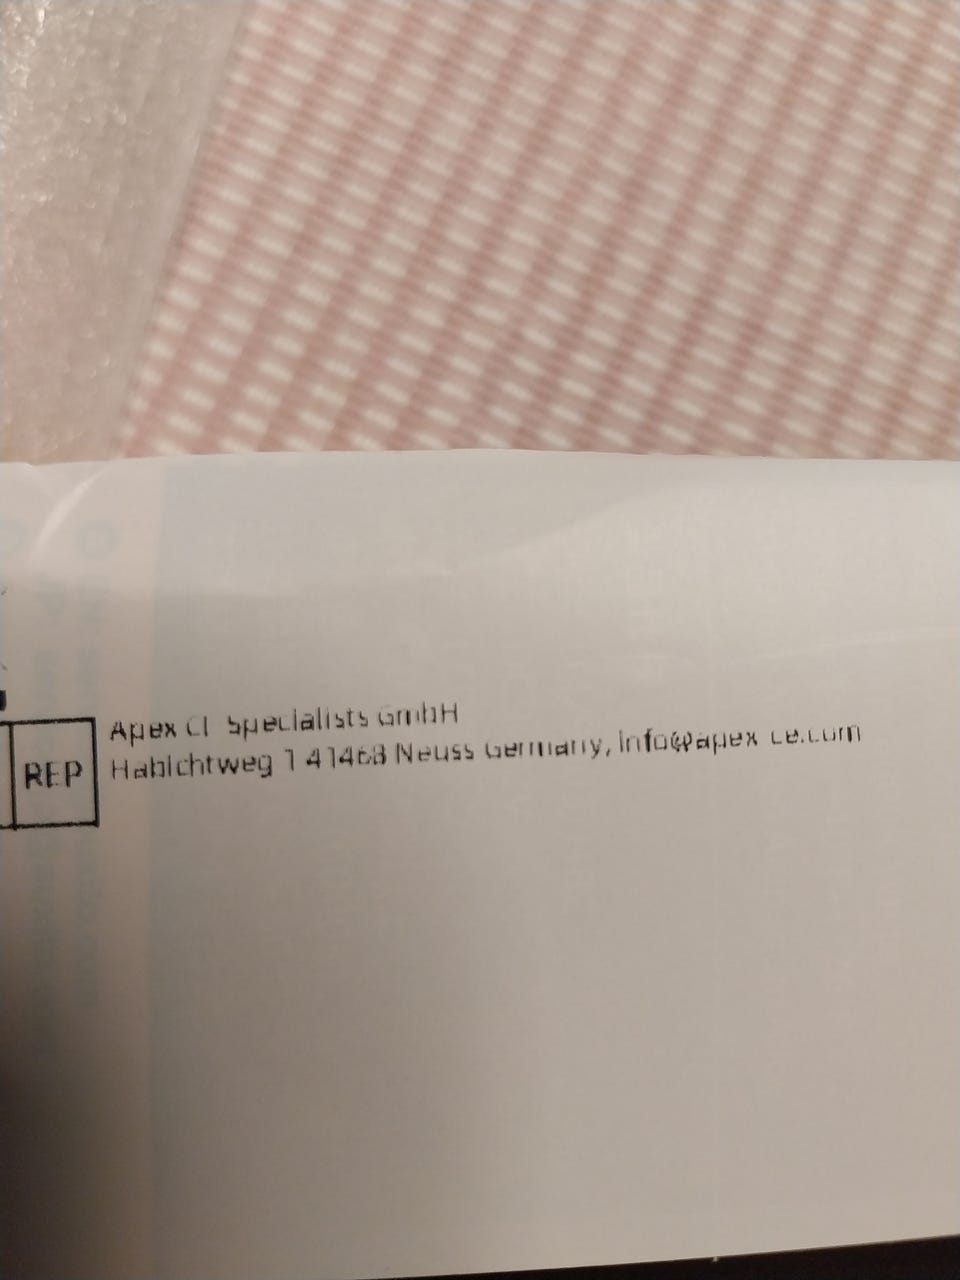 Apex CE Specialists GmbH
REP
Habichtweg 1 41468 Neuss Germany, info@apex-ce.com